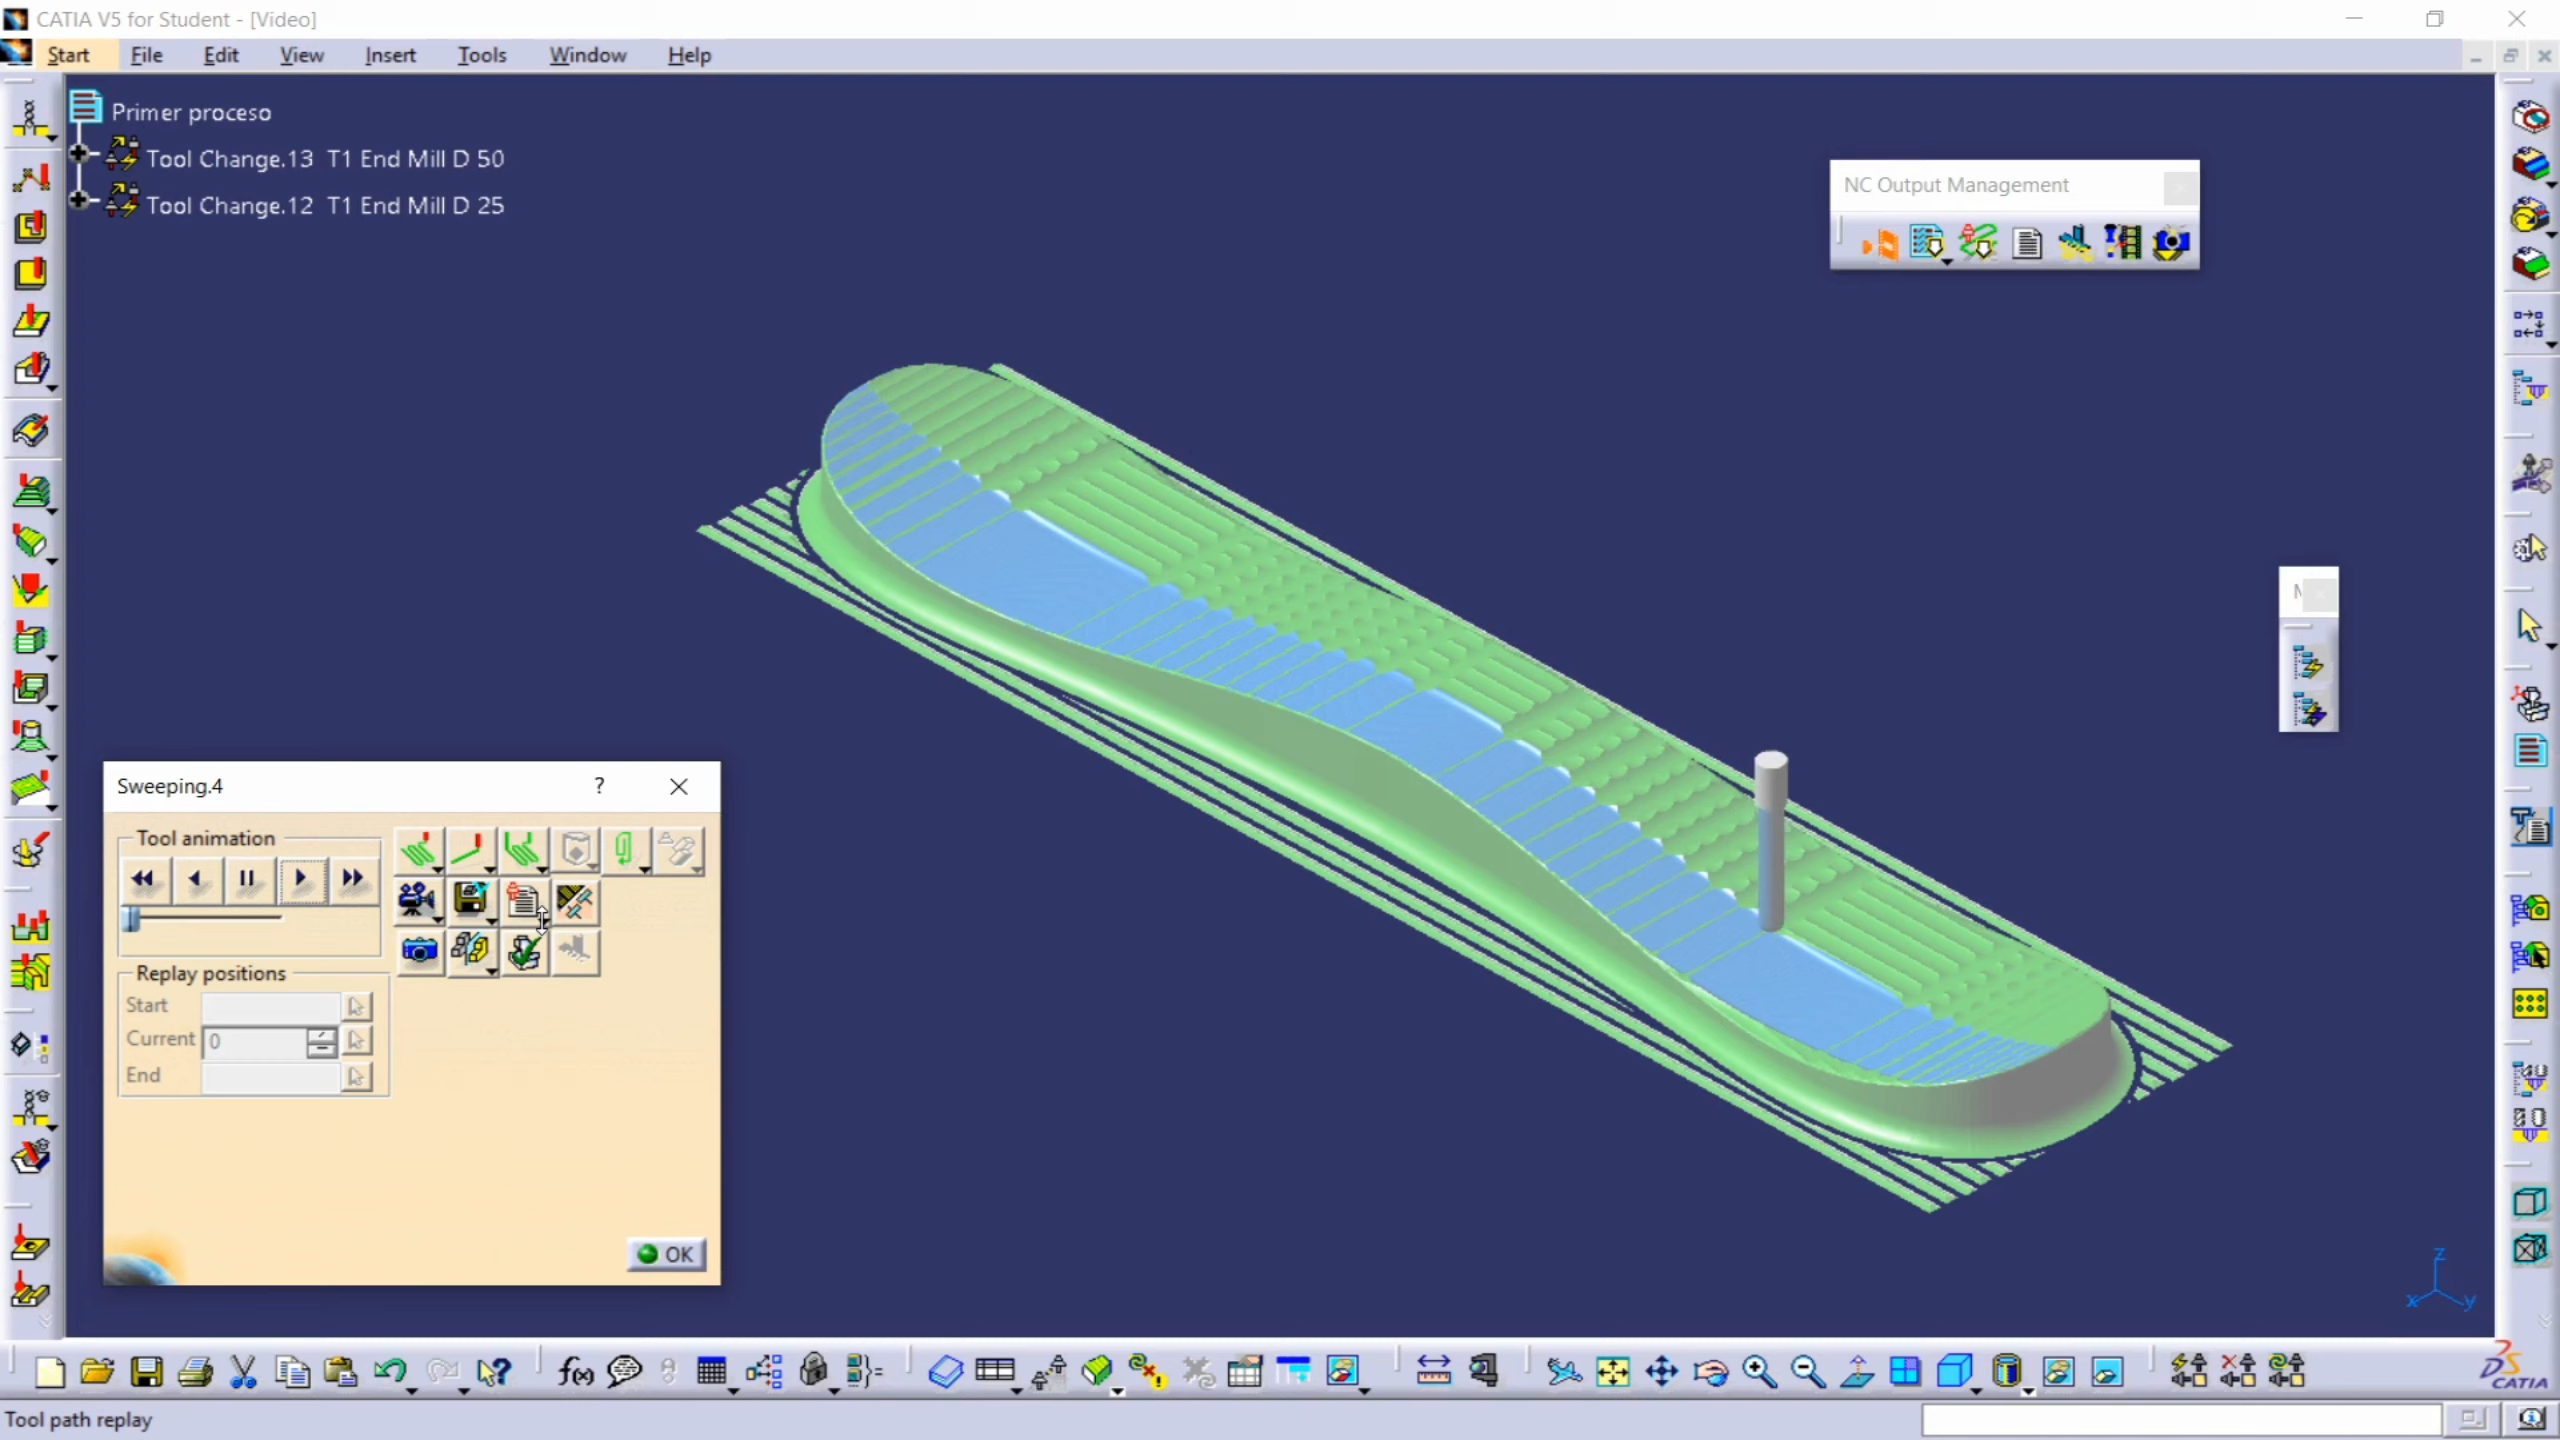 CATIA V5 for Student - [Video]
Start File Edit View Insert Tools Window Help
Primer proceso
Tool Change.13 T1 End Mill D 50
Tool Change.12 T1 End Mill D 25
NC Output Management
Sweeping.4
Tool animation
Replay positions
Start
Current 0
End
OK
z
x y
f(x)
DS CATIA
Tool path replay